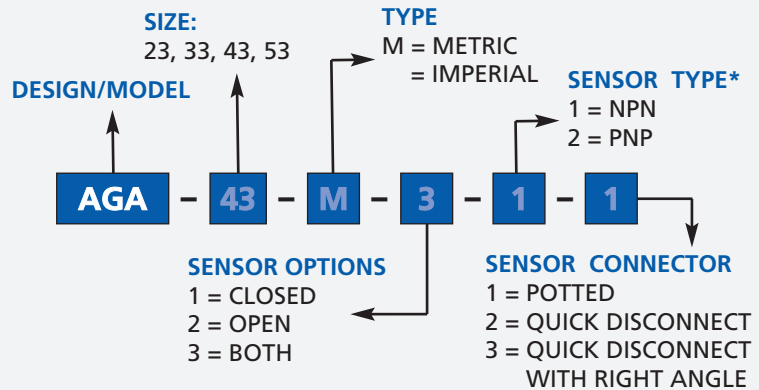 SIZE:
23, 33, 43, 53
TYPE
M = METRIC
= IMPERIAL
DESIGN/MODEL
SENSOR TYPE*
1 = NPN
2 = PNP
AGA - 43 - M - 3 - 1 - 1
SENSOR OPTIONS
1 = CLOSED
2 = OPEN
3 = BOTH
SENSOR CONNECTOR
1 = POTTED
2 = QUICK DISCONNECT
3 = QUICK DISCONNECT
WITH RIGHT ANGLE